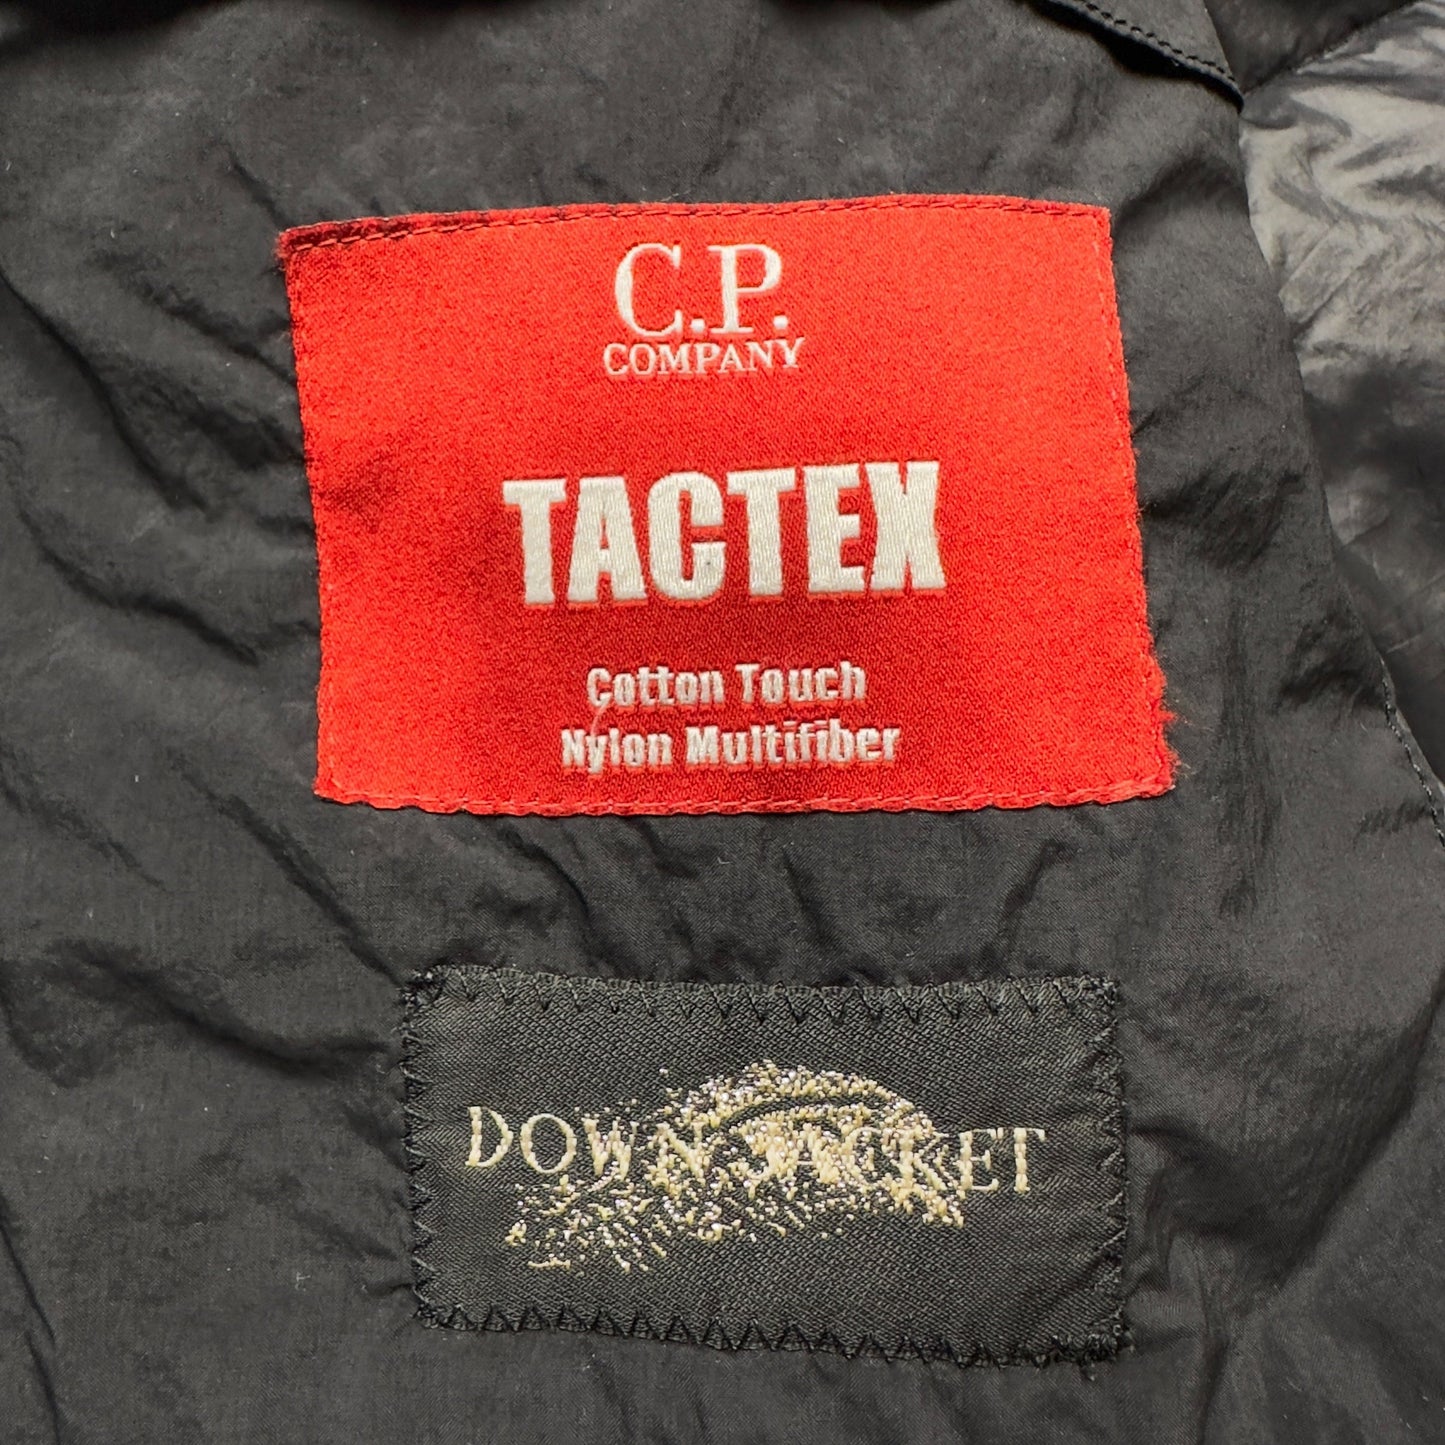 C.P.
COMPANY
TACTEX
Cotton Touch
Nylon Multifiber
DOWN JACKET